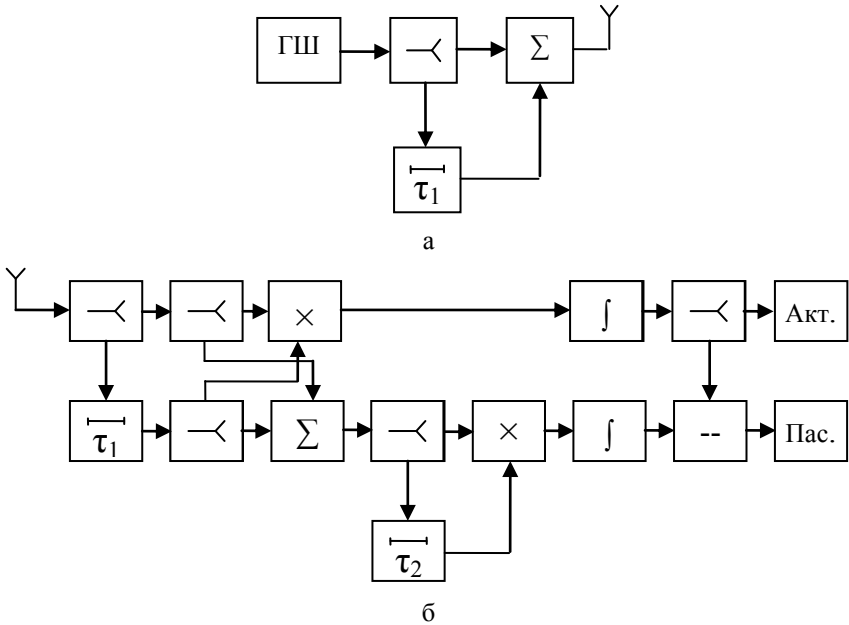 ГШ
Σ
τ1
а
×
∫
Акт.
τ1
Σ
×
∫
--
Пас.
τ2
б